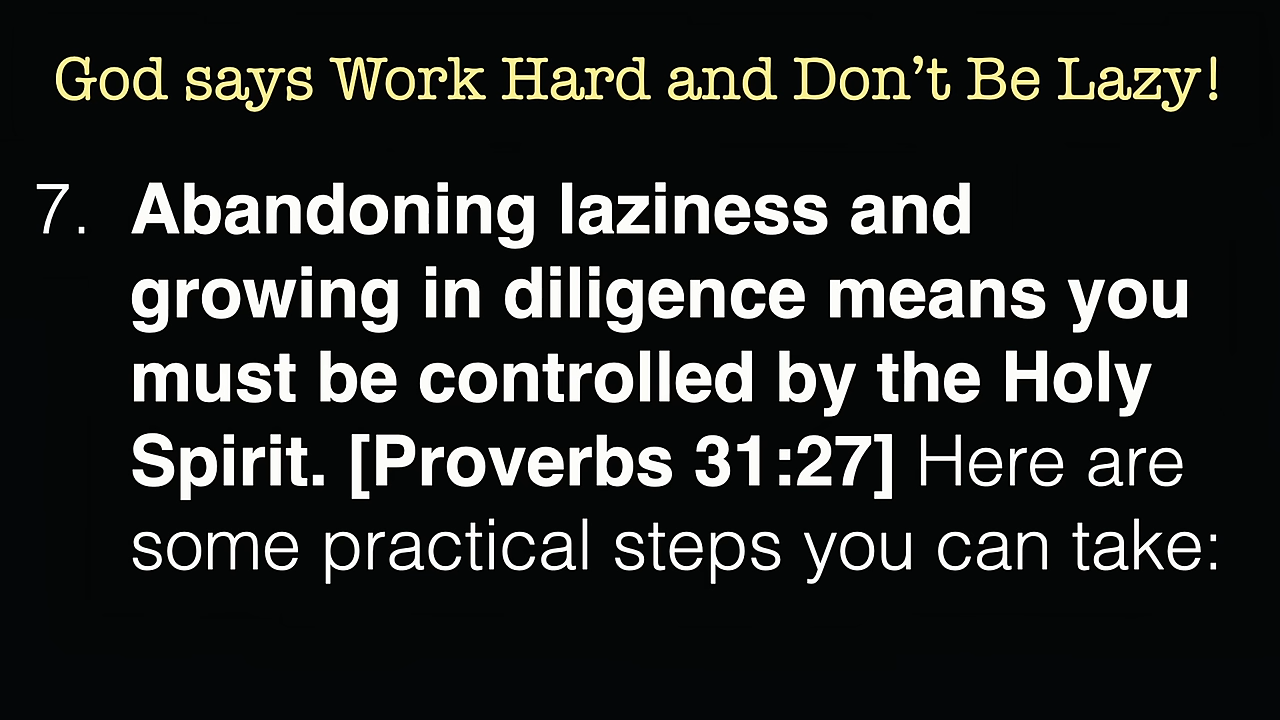 God says Work Hard and Don’t Be Lazy!
7. Abandoning laziness and
growing in diligence means you
must be controlled by the Holy
Spirit. [Proverbs 31:27] Here are
some practical steps you can take: